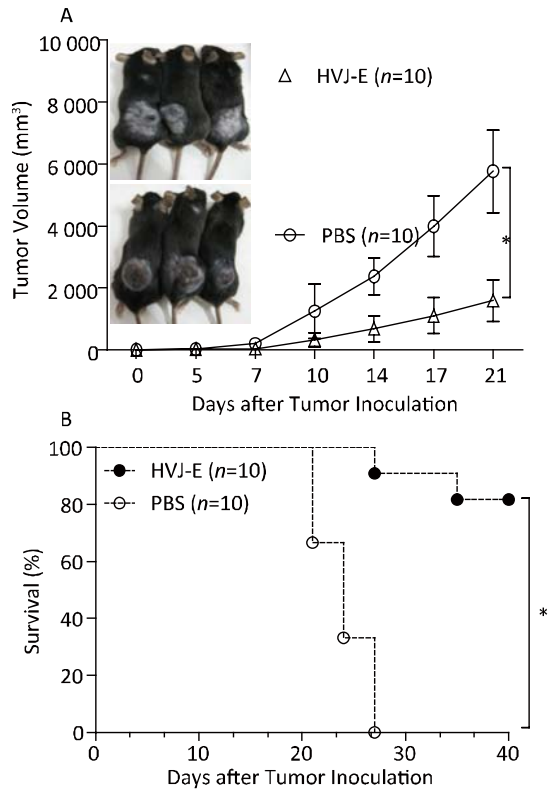 A
10 000
8 000
6 000
4 000
2 000
0
Tumor Volume (mm³)
HVJ-E (n=10)
PBS (n=10)
*
0 5 7 10 14 17 21
Days after Tumor Inoculation
B
100
80
60
40
20
0
Survival (%)
HVJ-E (n=10)
PBS (n=10)
*
0 10 20 30 40
Days after Tumor Inoculation